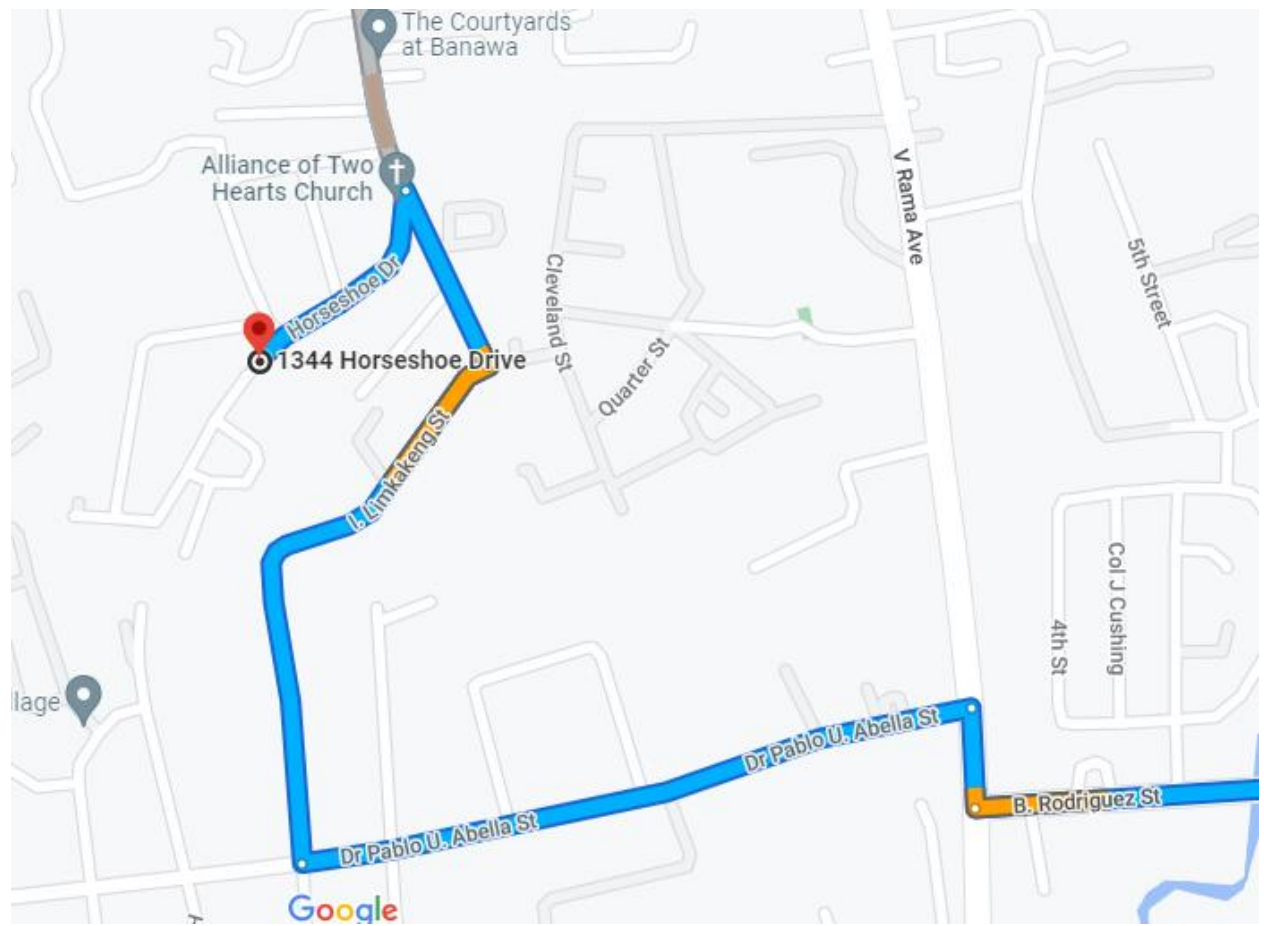 The Courtyards
at Banawa
Alliance of Two
Hearts Church
V Rama Ave
5th Street
Cleveland St
Horseshoe Dr
1344 Horseshoe Drive
Quarter St
I. Limkakeng St
Col J Cushing
4th St
llage
Dr Pablo U. Abella St
B. Rodriguez St
Dr Pablo U. Abella St
Google